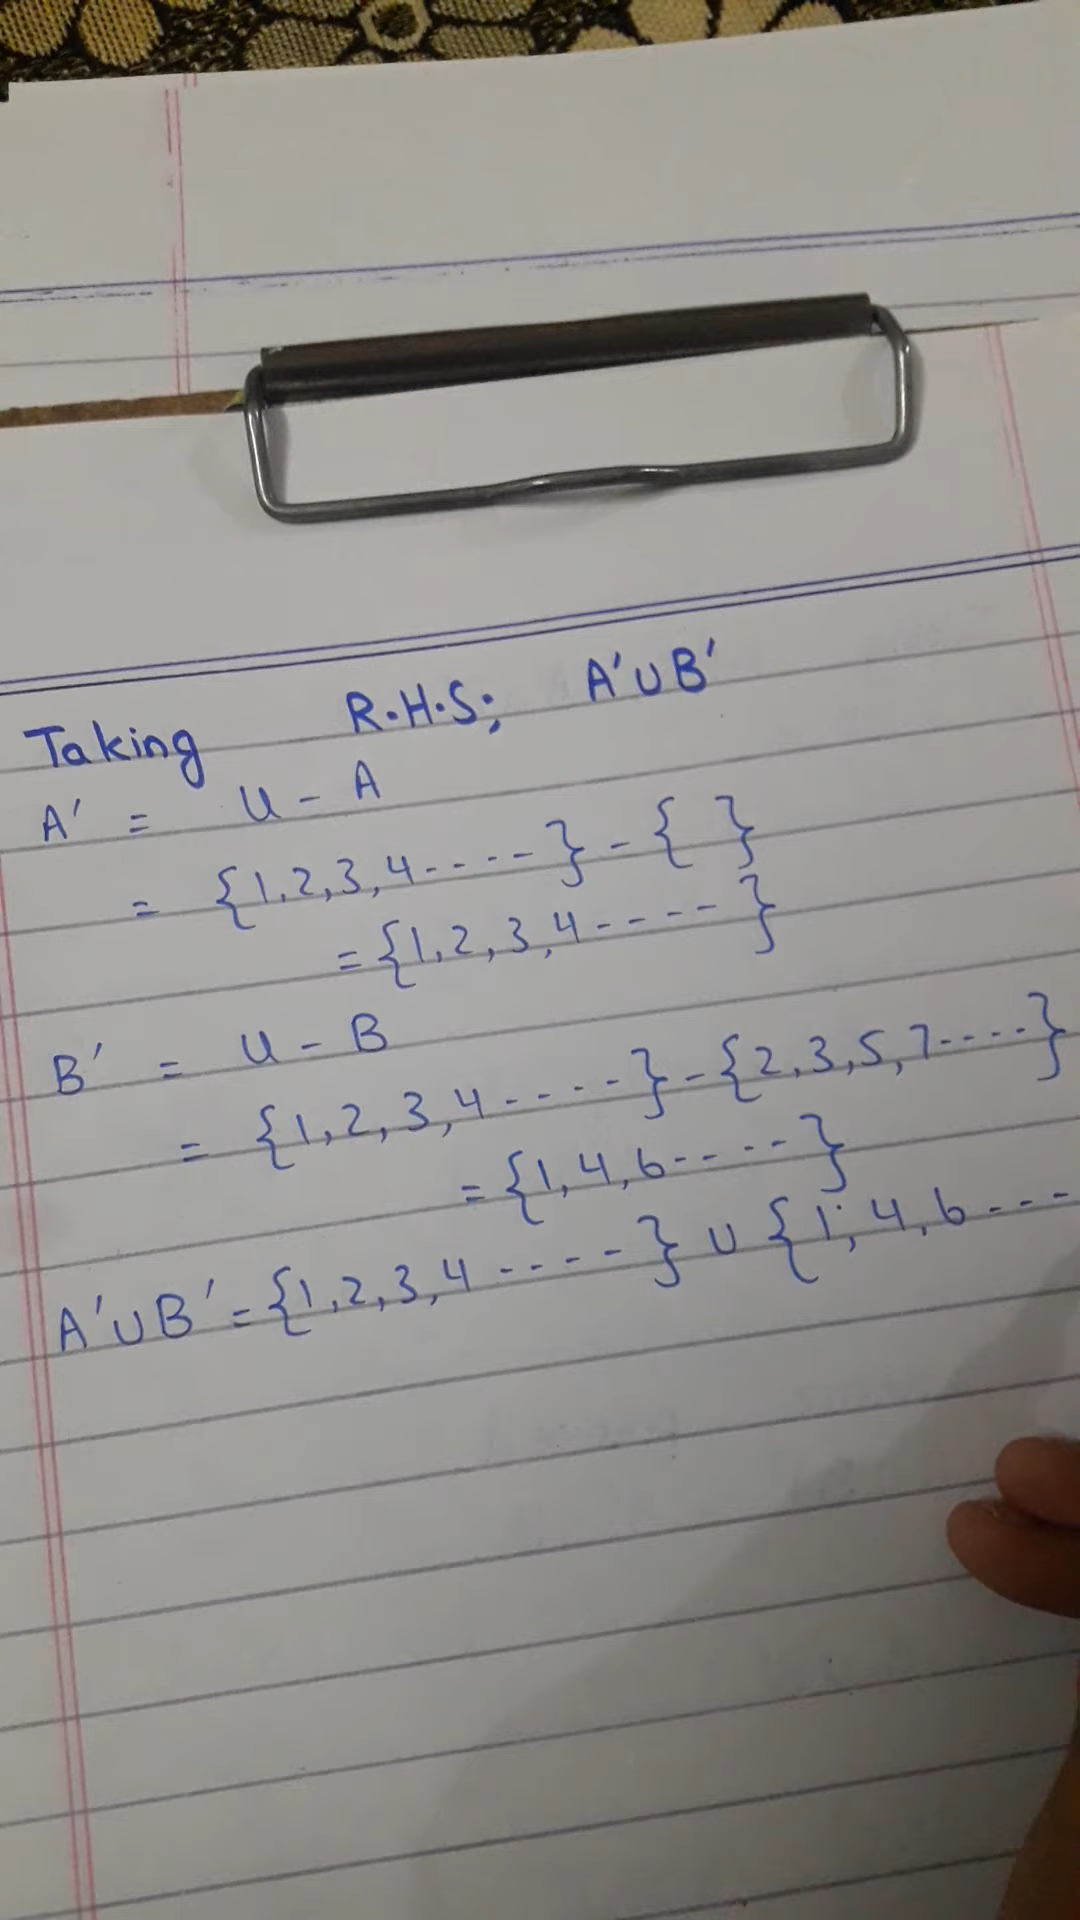 Taking R.H.S; A'∪B'
A' = U - A
= {1,2,3,4----} - { }
= {1,2,3,4----}
B' = U - B
= {1,2,3,4----} - {2,3,5,7----}
= {1,4,6----}
A'∪B' = {1,2,3,4----} ∪ {1,4,6---